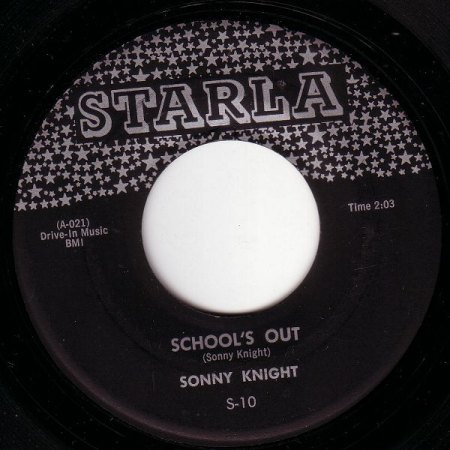 STARLA
(A-021)
Drive-In Music
BMI
Time 2:03
SCHOOL'S OUT
(Sonny Knight)
SONNY KNIGHT
S-10